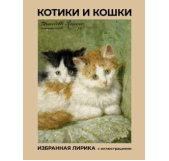 КОТИКИ И КОШКИ
ИЗБРАННАЯ ЛИРИКА с иллюстрациями